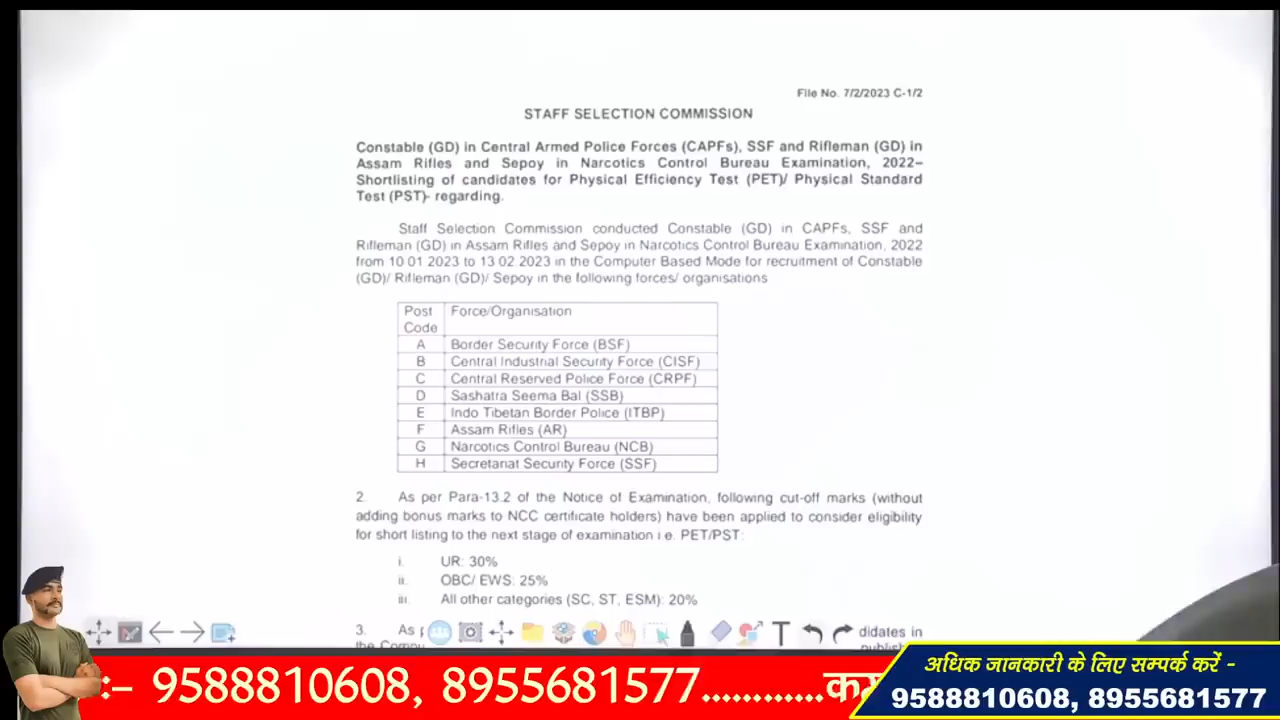 File No. 7/2/2023 C-1/2
STAFF SELECTION COMMISSION
Constable (GD) in Central Armed Police Forces (CAPFs), SSF and Rifleman (GD) in
Assam Rifles and Sepoy in Narcotics Control Bureau Examination, 2022–
Shortlisting of candidates for Physical Efficiency Test (PET)/ Physical Standard
Test (PST)- regarding.
Staff Selection Commission conducted Constable (GD) in CAPFs, SSF and
Rifleman (GD) in Assam Rifles and Sepoy in Narcotics Control Bureau Examination, 2022
from 10 01 2023 to 13 02 2023 in the Computer Based Mode for recruitment of Constable
(GD)/ Rifleman (GD)/ Sepoy in the following forces/ organisations
Post Code Force/Organisation
A Border Security Force (BSF)
B Central Industrial Security Force (CISF)
C Central Reserved Police Force (CRPF)
D Sashatra Seema Bal (SSB)
E Indo Tibetan Border Police (ITBP)
F Assam Rifles (AR)
G Narcotics Control Bureau (NCB)
H Secretariat Security Force (SSF)
2. As per Para-13.2 of the Notice of Examination, following cut-off marks (without
adding bonus marks to NCC certificate holders) have been applied to consider eligibility
for short listing to the next stage of examination i.e. PET/PST:
i. UR: 30%
ii. OBC/ EWS: 25%
iii. All other categories (SC, ST, ESM): 20%
3. As didates in
:– 9588810608, 8955681577............
अधिक जानकारी के लिए सम्पर्क करें -
9588810608, 8955681577